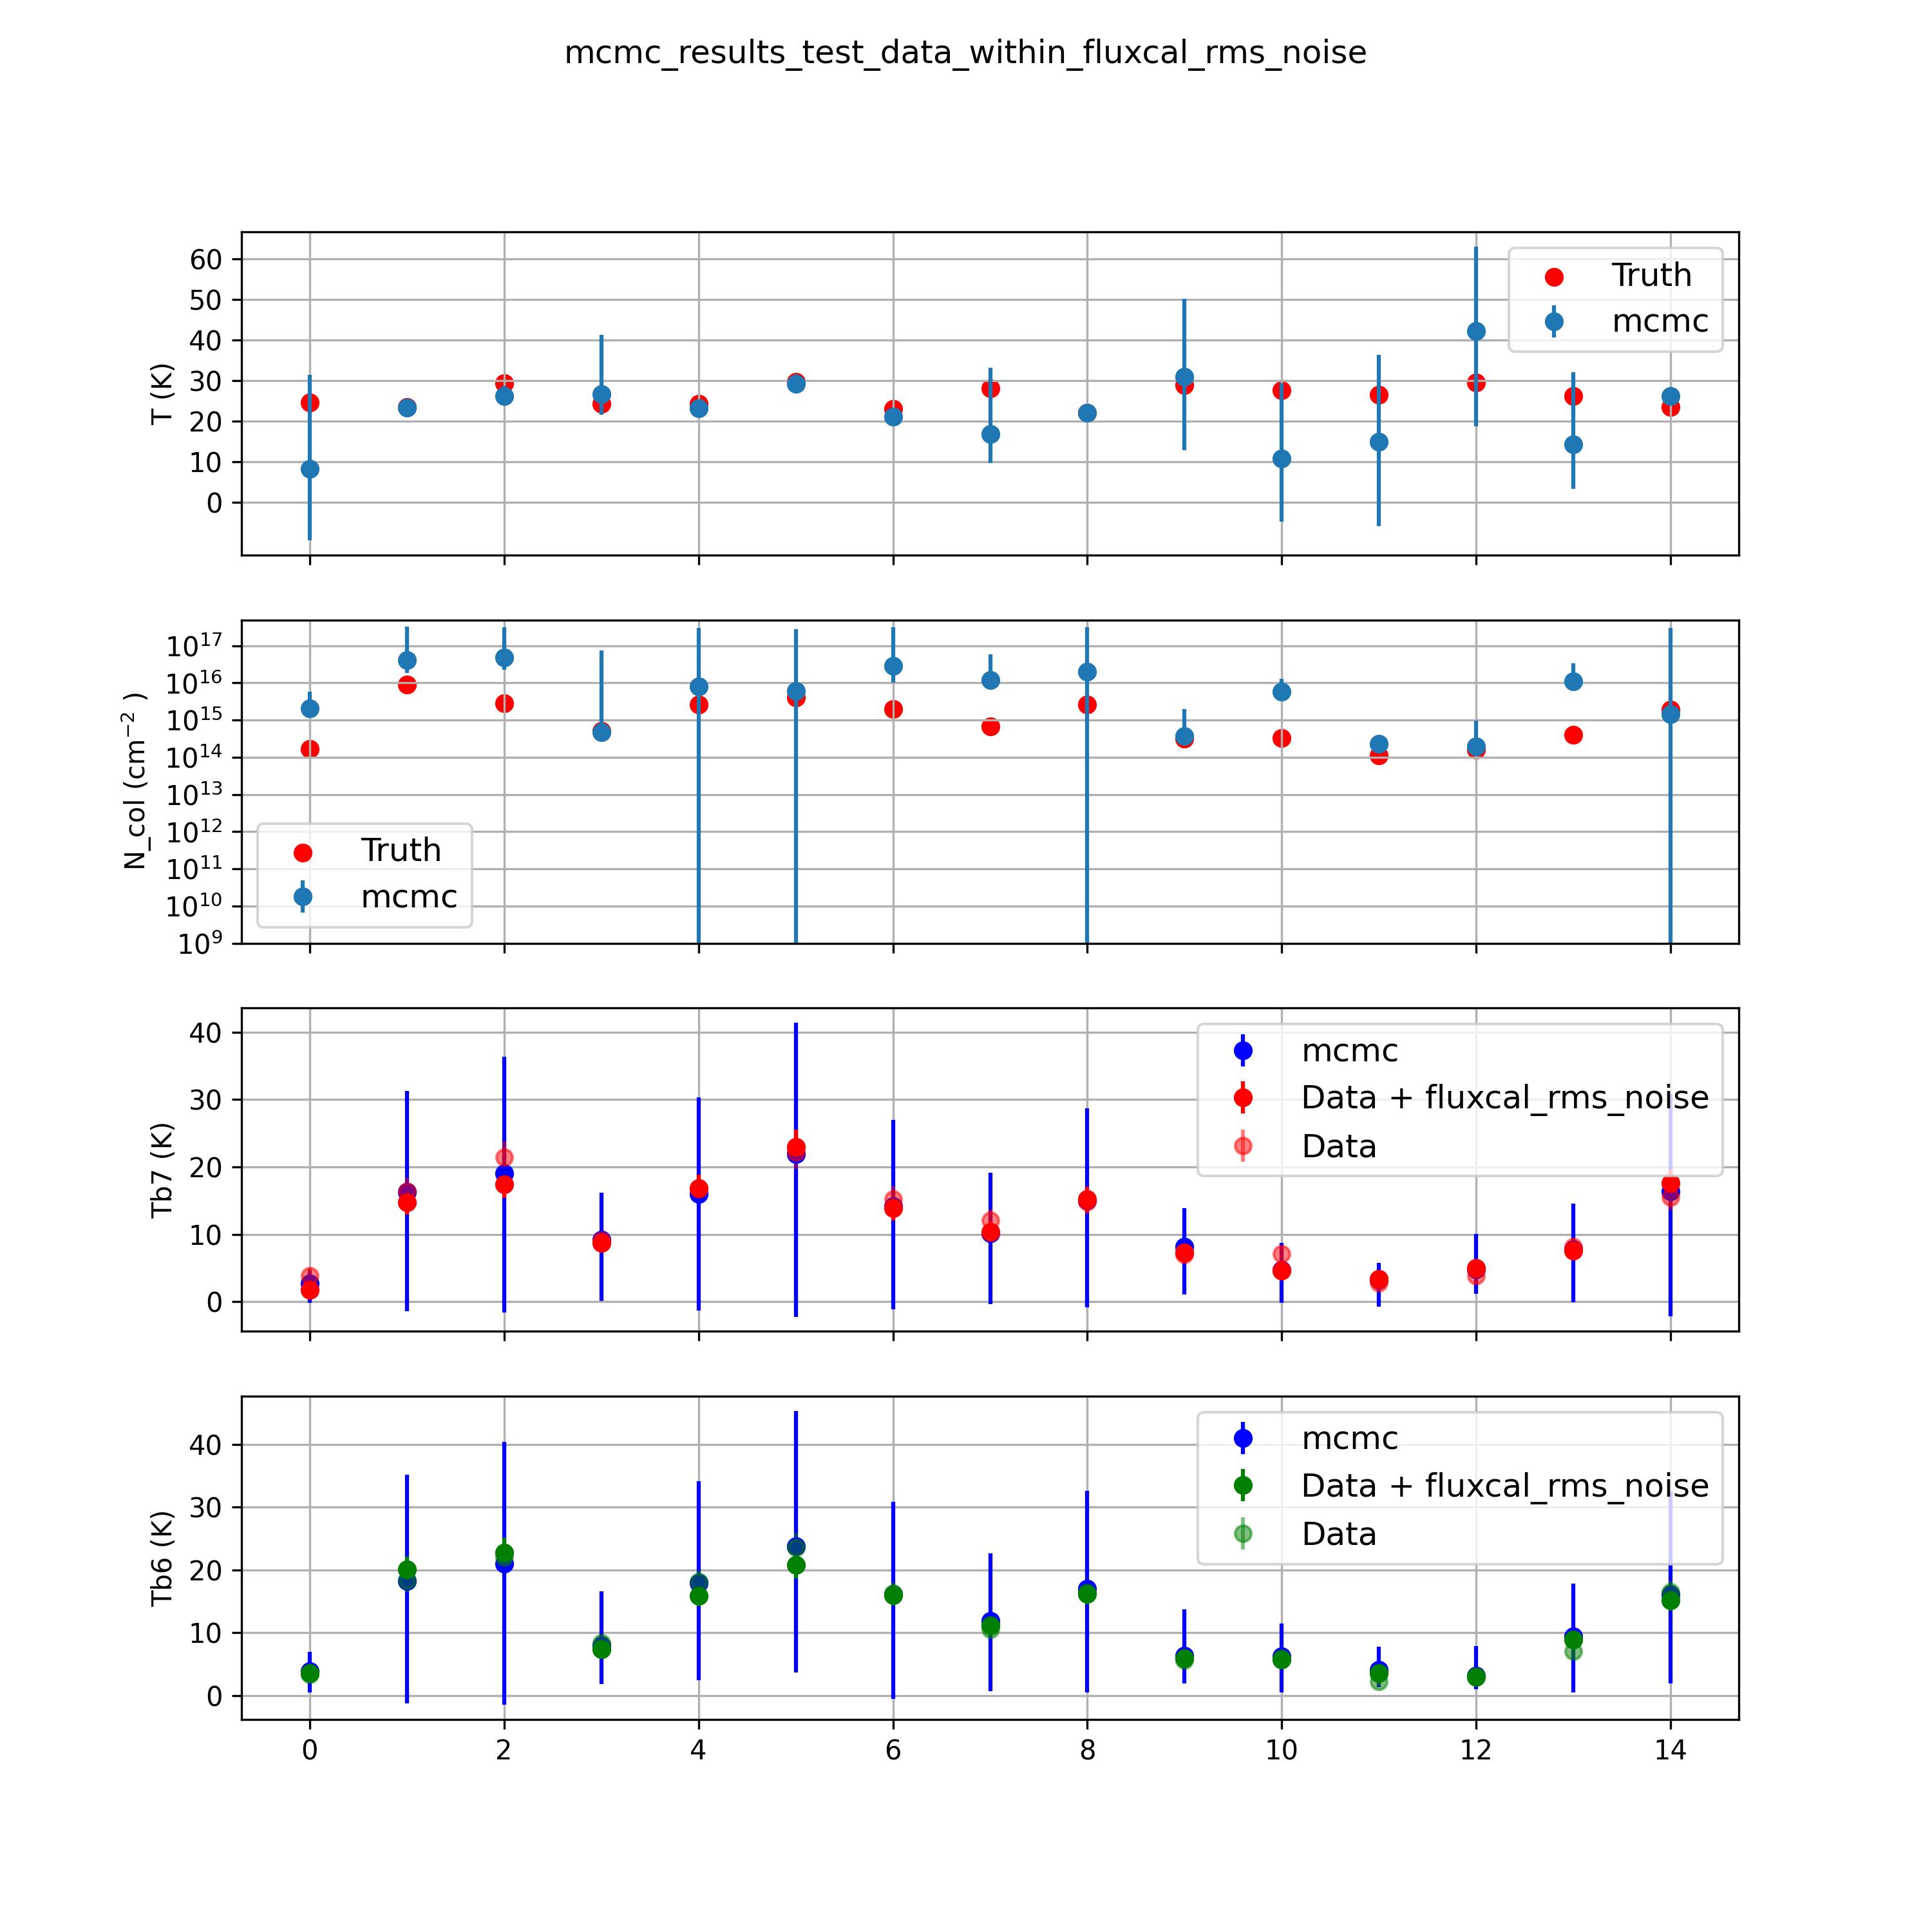 mcmc_results_test_data_within_fluxcal_rms_noise
60
50
40
30
20
10
0
T (K)
Truth
mcmc
10^17
10^16
10^15
10^14
10^13
10^12
10^11
10^10
10^9
N_col (cm^−2 )
Truth
mcmc
40
30
20
10
0
Tb7 (K)
mcmc
Data + fluxcal_rms_noise
Data
40
30
20
10
0
Tb6 (K)
mcmc
Data + fluxcal_rms_noise
Data
0 2 4 6 8 10 12 14